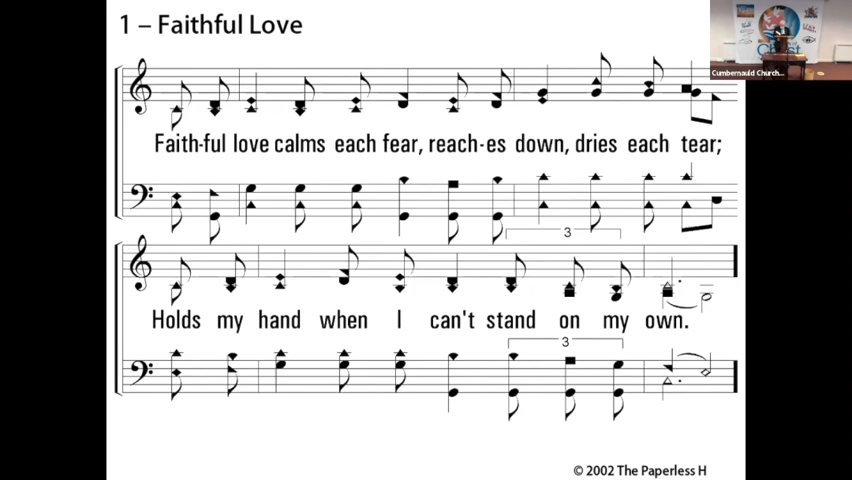 1 – Faithful Love
Faith-ful love calms each fear, reach-es down, dries each tear;
3
Holds my hand when I can't stand on my own.
3
© 2002 The Paperless H
Christ
Cumbernauld Church...